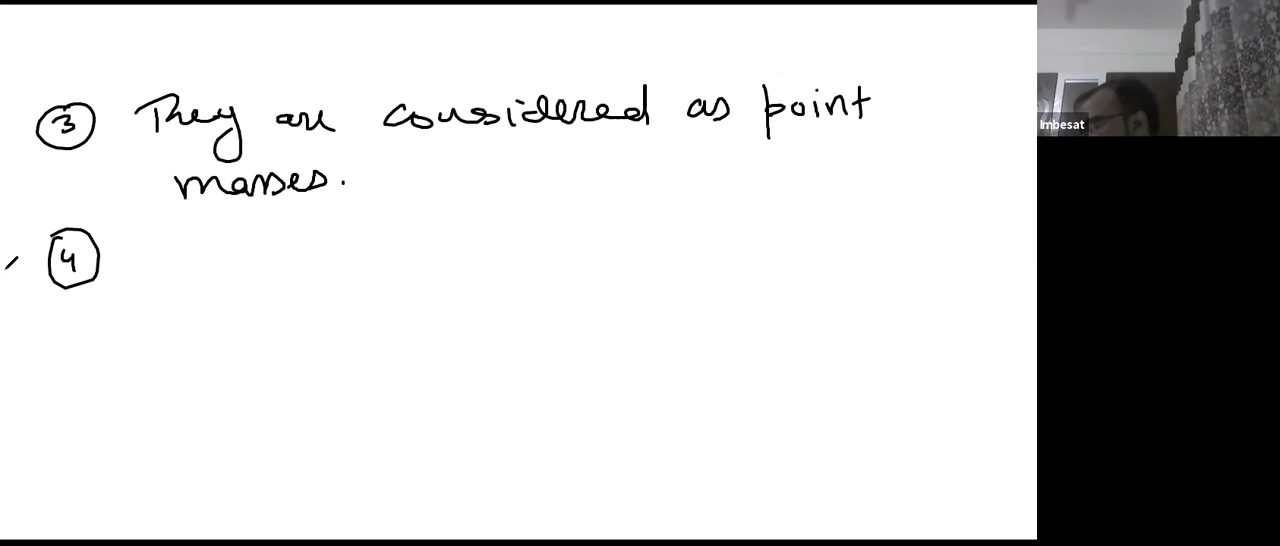 ③ They are considered as point
masses.
④
Imbesat